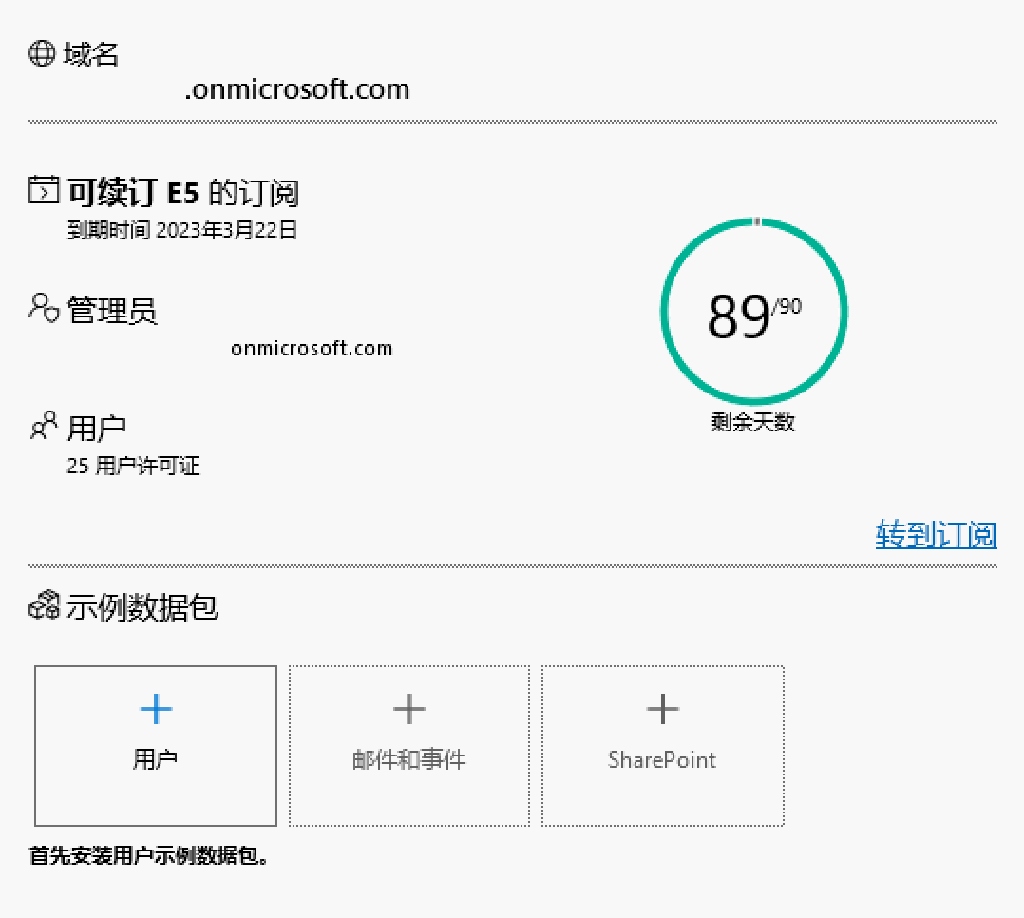 域名
.onmicrosoft.com
可续订 E5 的订阅
到期时间 2023年3月22日
管理员
onmicrosoft.com
89/90
剩余天数
用户
25 用户许可证
转到订阅
示例数据包
用户
邮件和事件
SharePoint
首先安装用户示例数据包。